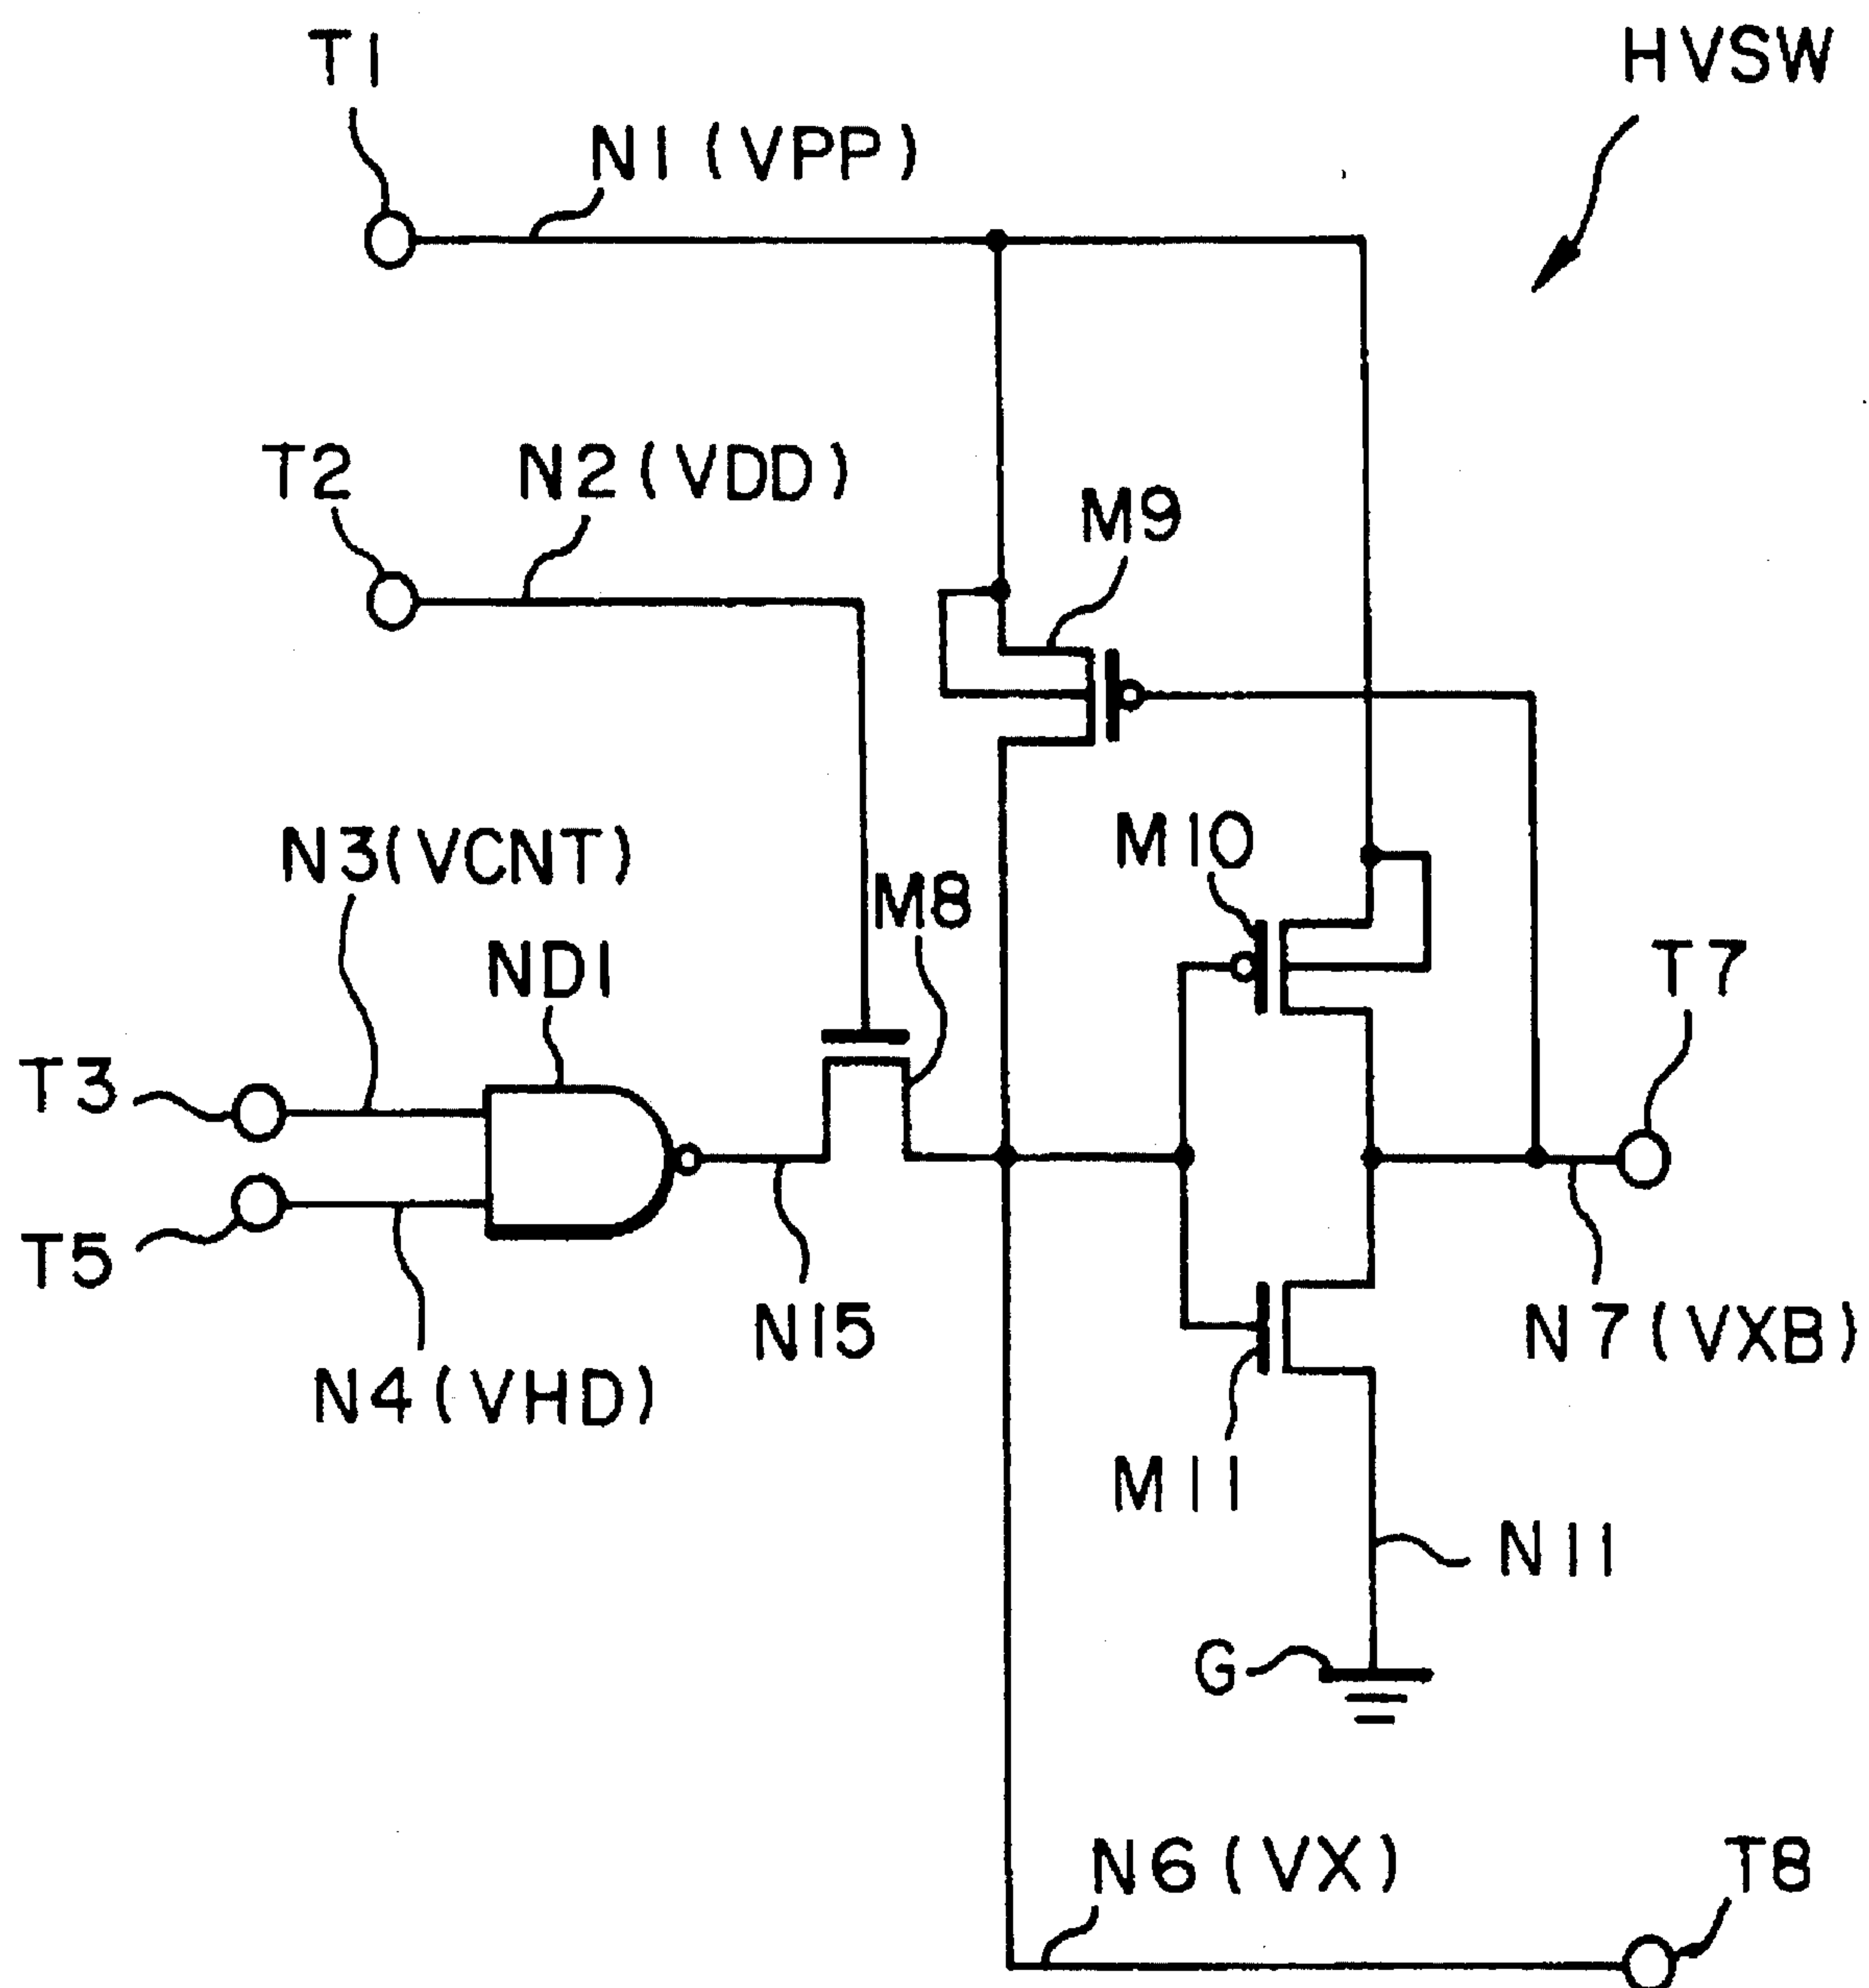 T1
HVSW
N1(VPP)
T2
N2(VDD)
M9
N3(VCNT)
M10
M8
ND1
T7
T3
T5
N15
N7(VXB)
N4(VHD)
M11
N11
G
N6(VX)
T8